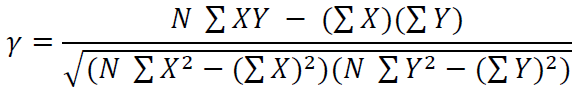 γ = (N ∑XY − (∑X)(∑Y)) / √((N ∑X² − (∑X)²)(N ∑Y² − (∑Y)²))